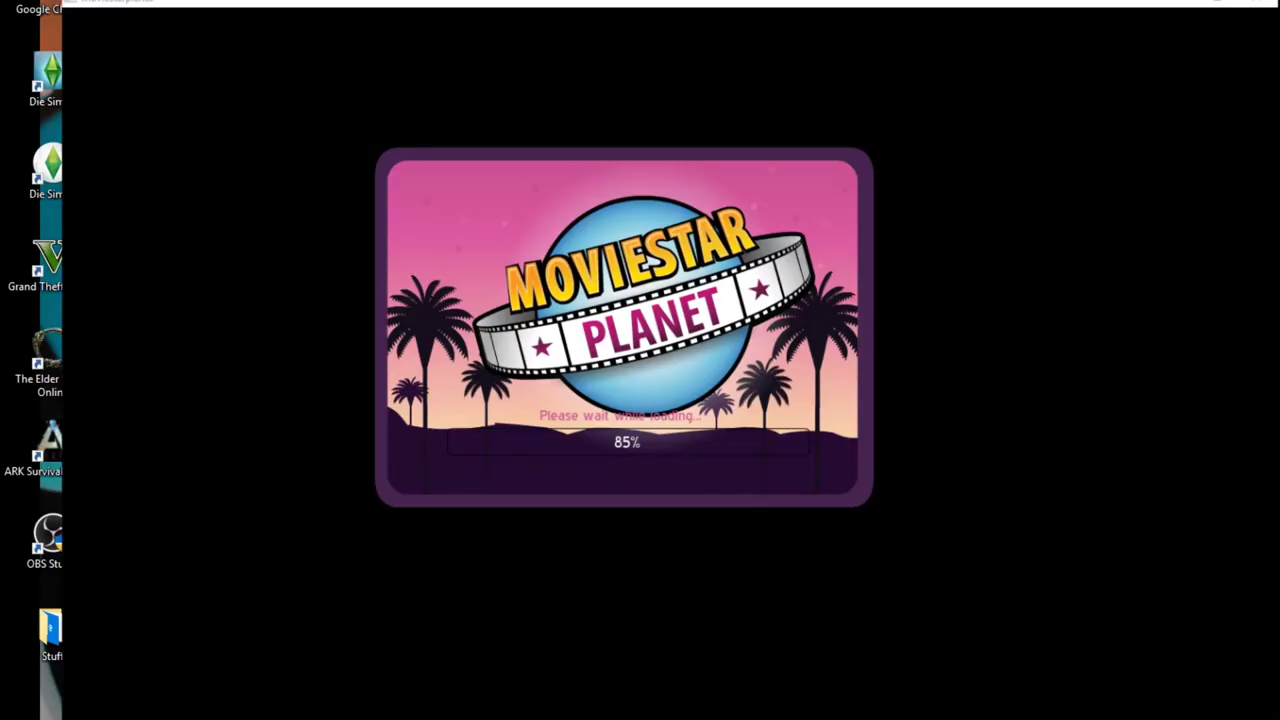 Google C
Die Sim
Die Sim
Grand Theft
The Elder
Onlin
ARK Surviva
OBS Stu
Stuff
MOVIESTAR
PLANET
Please wait while loading...
85%